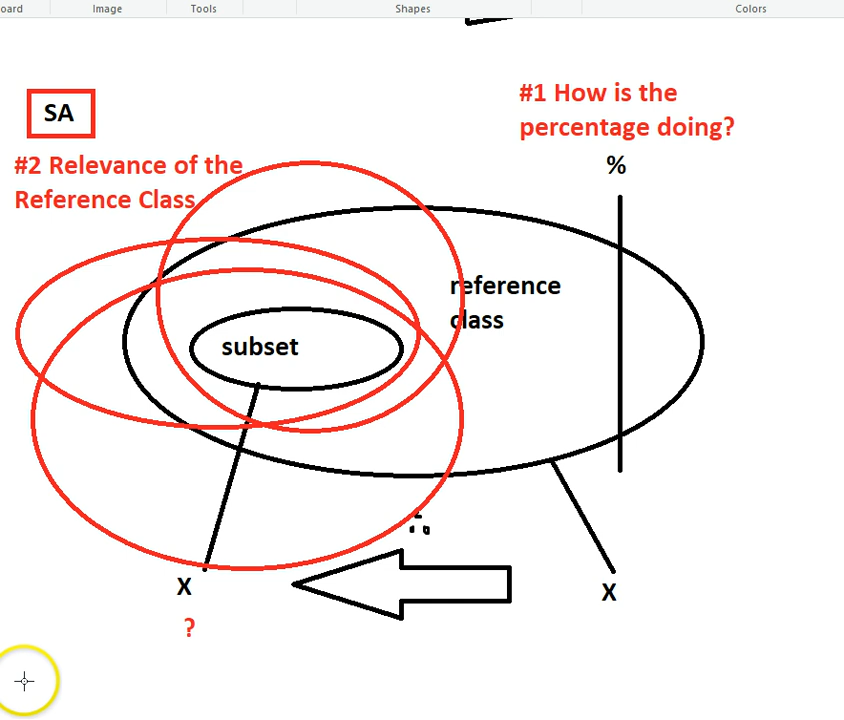 oard Image Tools Shapes Colors
SA
#1 How is the
percentage doing?
%
#2 Relevance of the
Reference Class
reference
class
subset
X
X
?